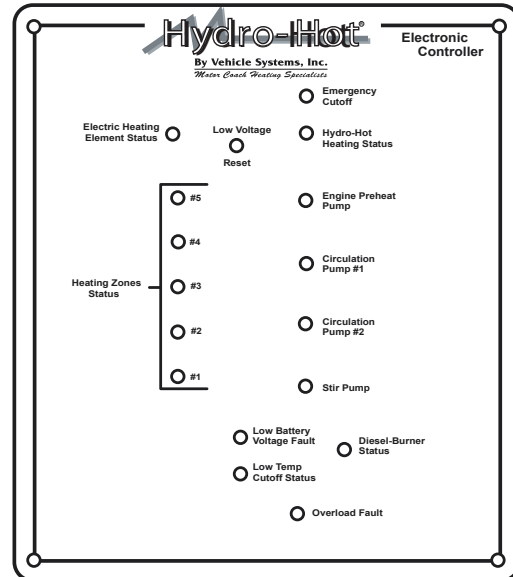 Hydro-Hot®
Electronic
Controller
By Vehicle Systems, Inc.
Motor Coach Heating Specialists
Emergency
Cutoff
Electric Heating
Element Status
Low Voltage
Reset
Hydro-Hot
Heating Status
#5
Engine Preheat
Pump
#4
Circulation
Pump #1
Heating Zones
Status
#3
#2
Circulation
Pump #2
#1
Stir Pump
Low Battery
Voltage Fault
Diesel-Burner
Status
Low Temp
Cutoff Status
Overload Fault